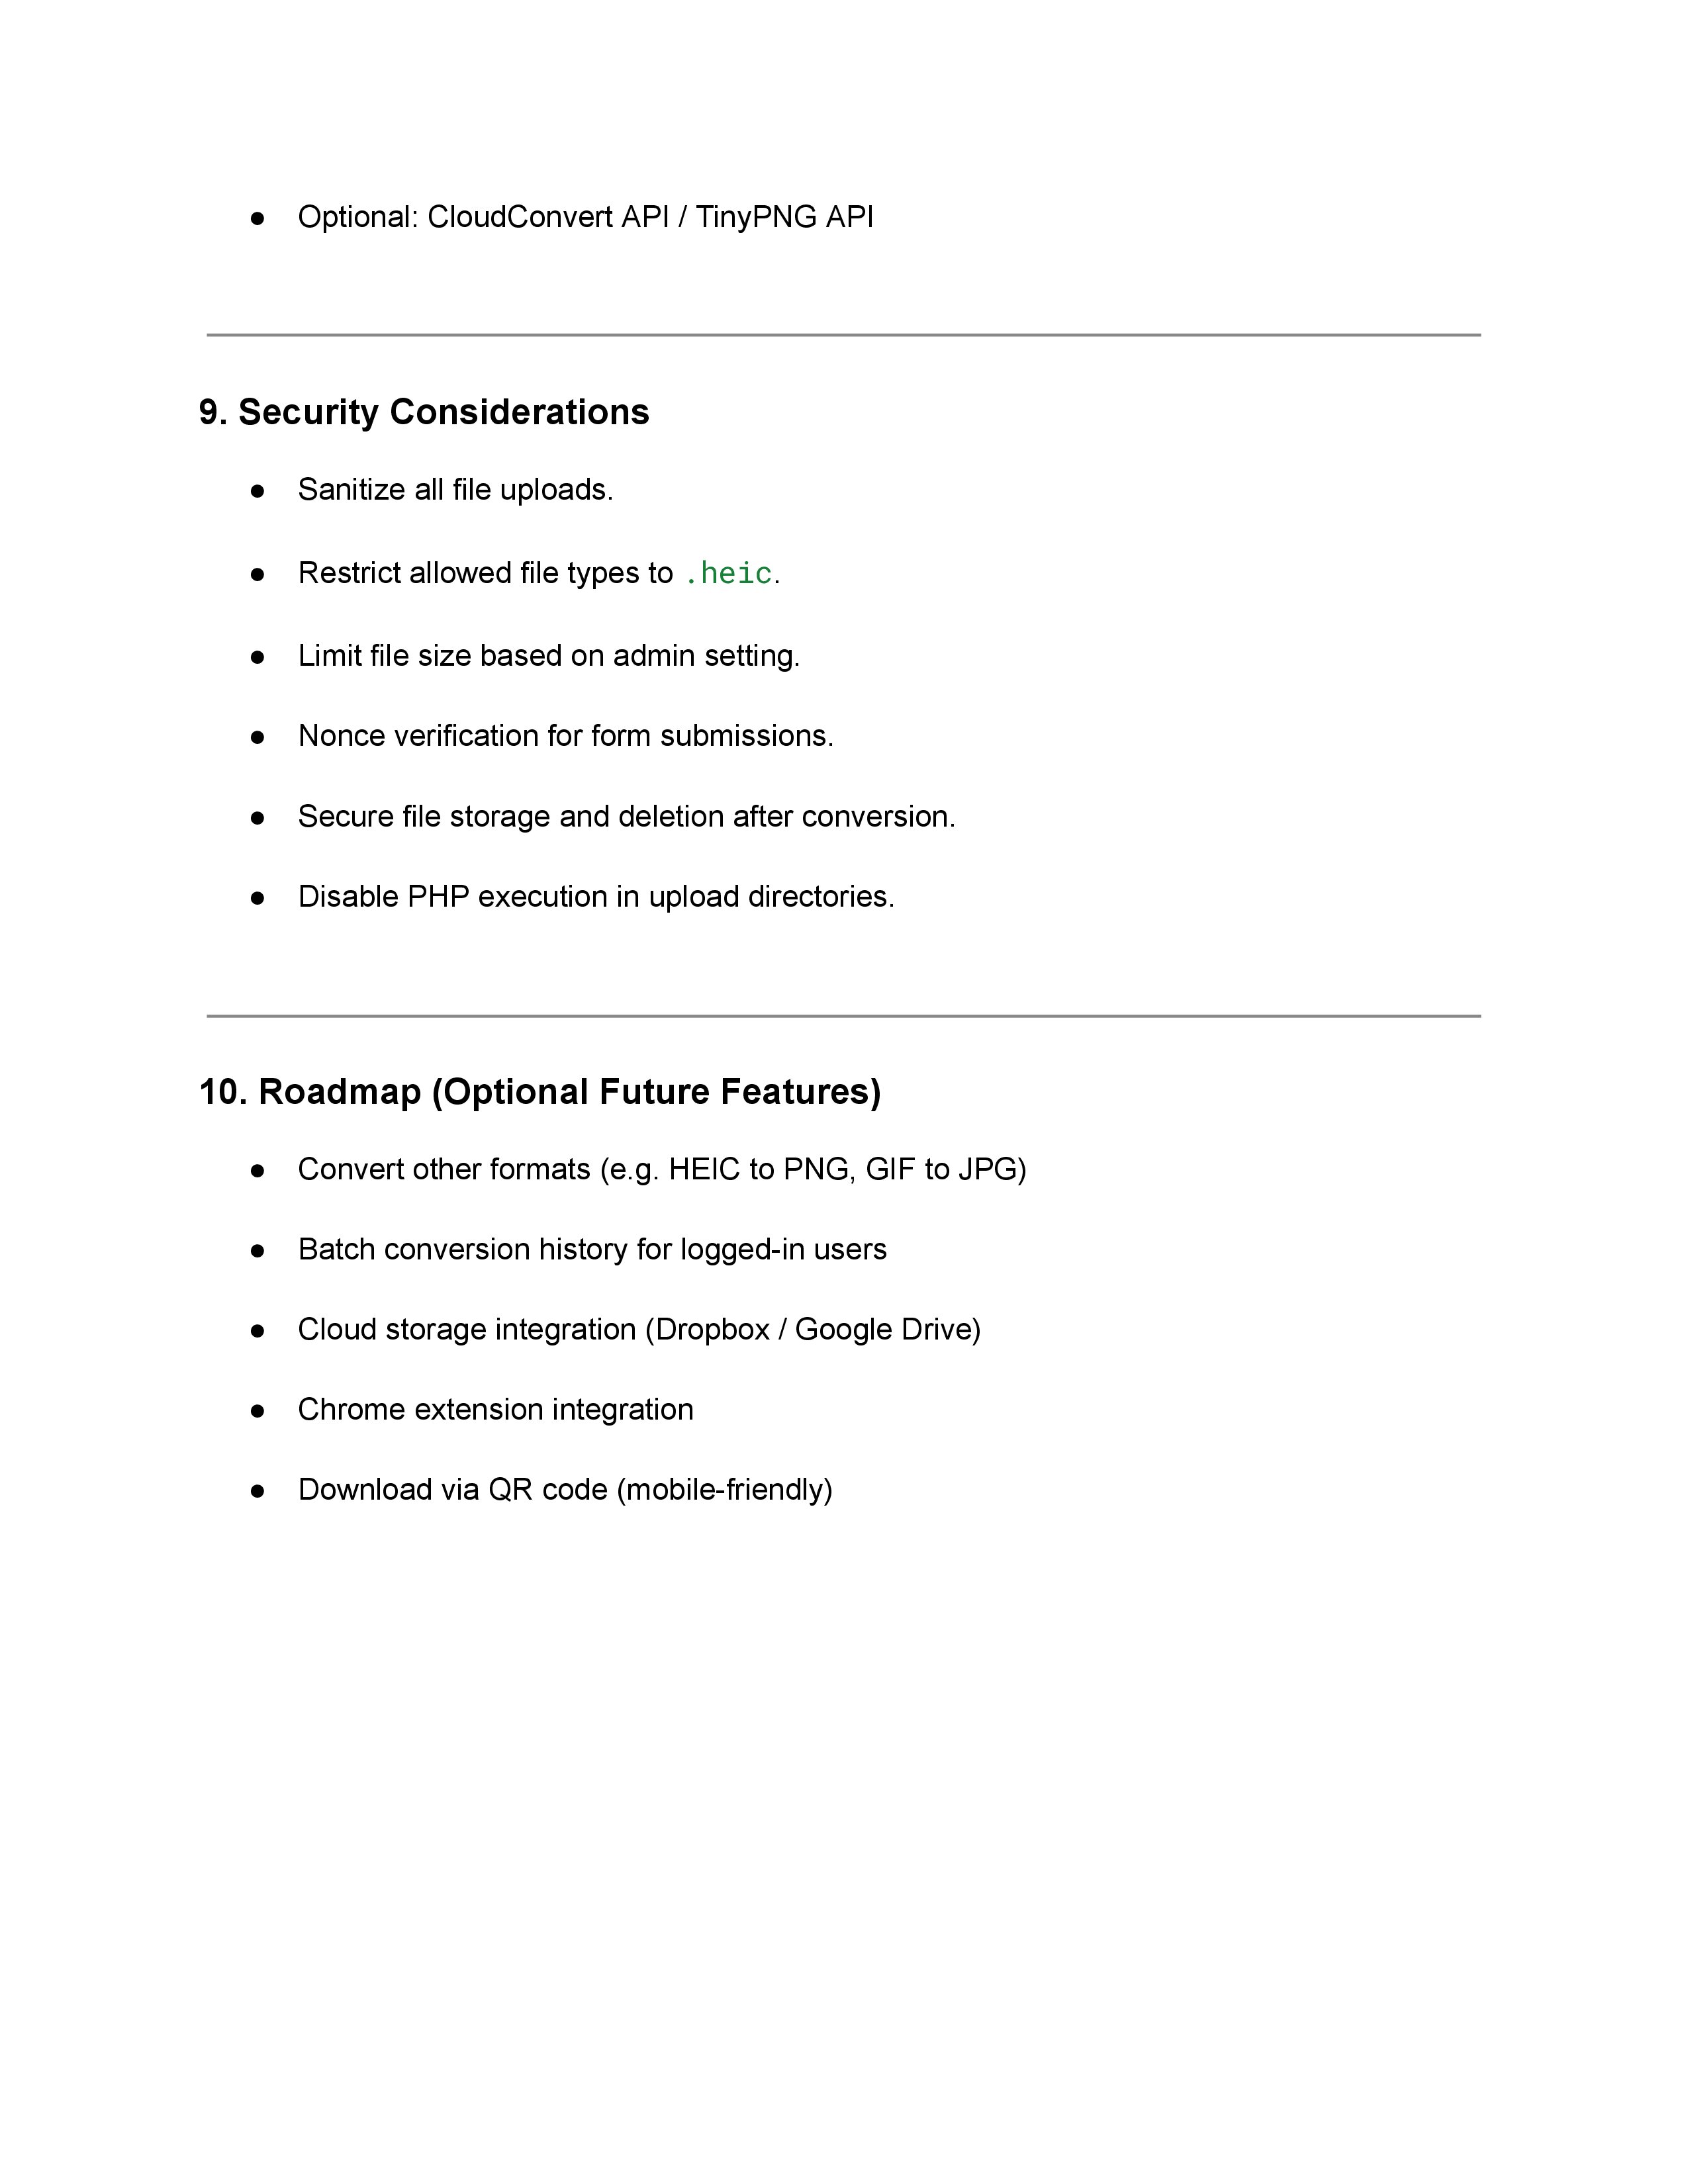 ● Optional: CloudConvert API / TinyPNG API
9. Security Considerations
● Sanitize all file uploads.
● Restrict allowed file types to .heic.
● Limit file size based on admin setting.
● Nonce verification for form submissions.
● Secure file storage and deletion after conversion.
● Disable PHP execution in upload directories.
10. Roadmap (Optional Future Features)
● Convert other formats (e.g. HEIC to PNG, GIF to JPG)
● Batch conversion history for logged-in users
● Cloud storage integration (Dropbox / Google Drive)
● Chrome extension integration
● Download via QR code (mobile-friendly)